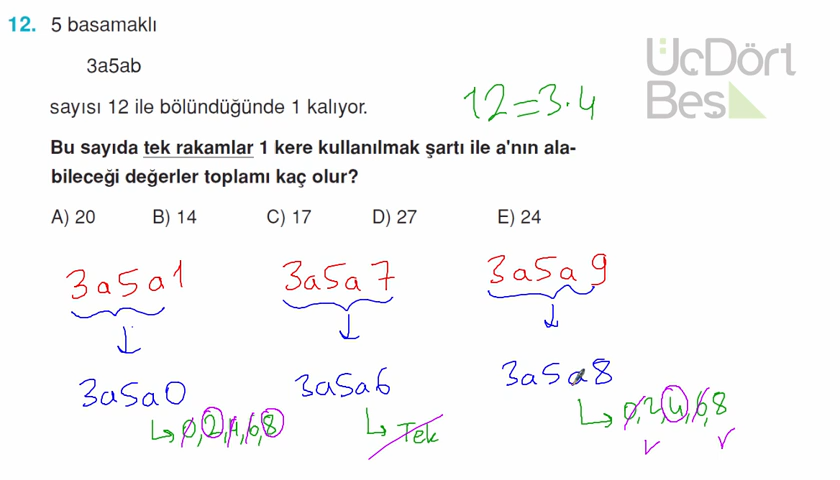 12. 5 basamaklı
3a5ab
sayısı 12 ile bölündüğünde 1 kalıyor.
12=3·4
Bu sayıda tek rakamlar 1 kere kullanılmak şartı ile a'nın ala-
bileceği değerler toplamı kaç olur?
A) 20 B) 14 C) 17 D) 27 E) 24
3a5a1 3a5a7 3a5a9
3a5a0 3a5a6 3a5a8
0,2,4,6,8 Tek 0,2,4,6,8
ÜçDört
Beş